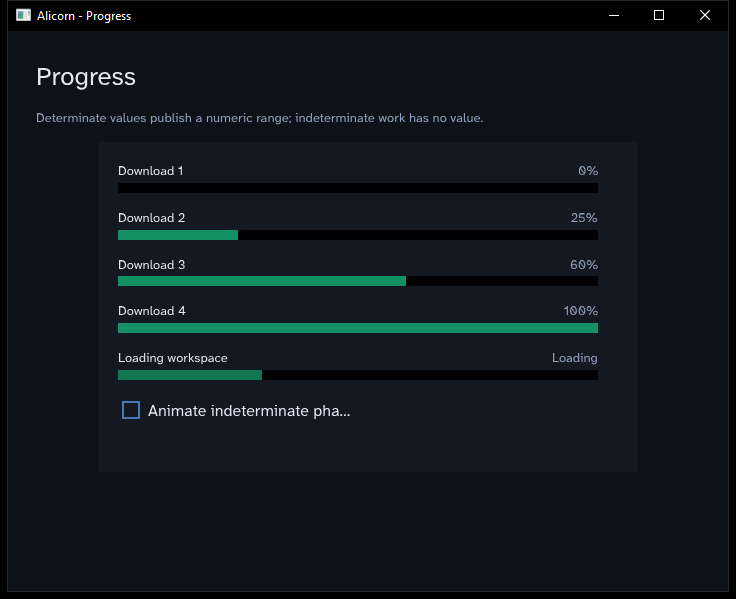 Alicorn - Progress
Progress
Determinate values publish a numeric range; indeterminate work has no value.
Download 1 0%
Download 2 25%
Download 3 60%
Download 4 100%
Loading workspace Loading
Animate indeterminate pha...